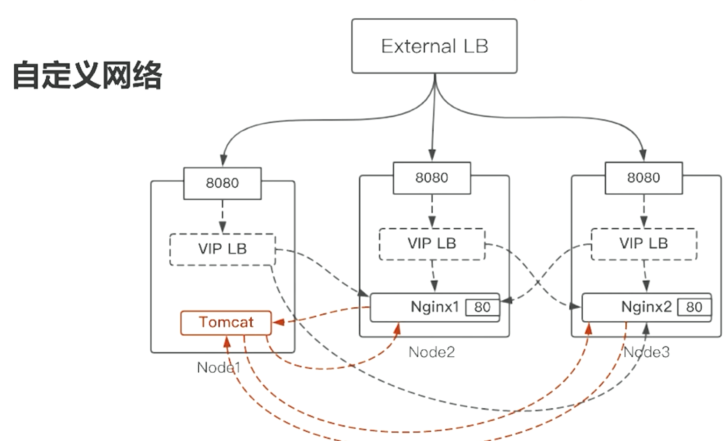 自定义网络
External LB
8080
8080
8080
VIP LB
VIP LB
VIP LB
Tomcat
Nginx1 80
Nginx2 80
Node1
Node2
Node3